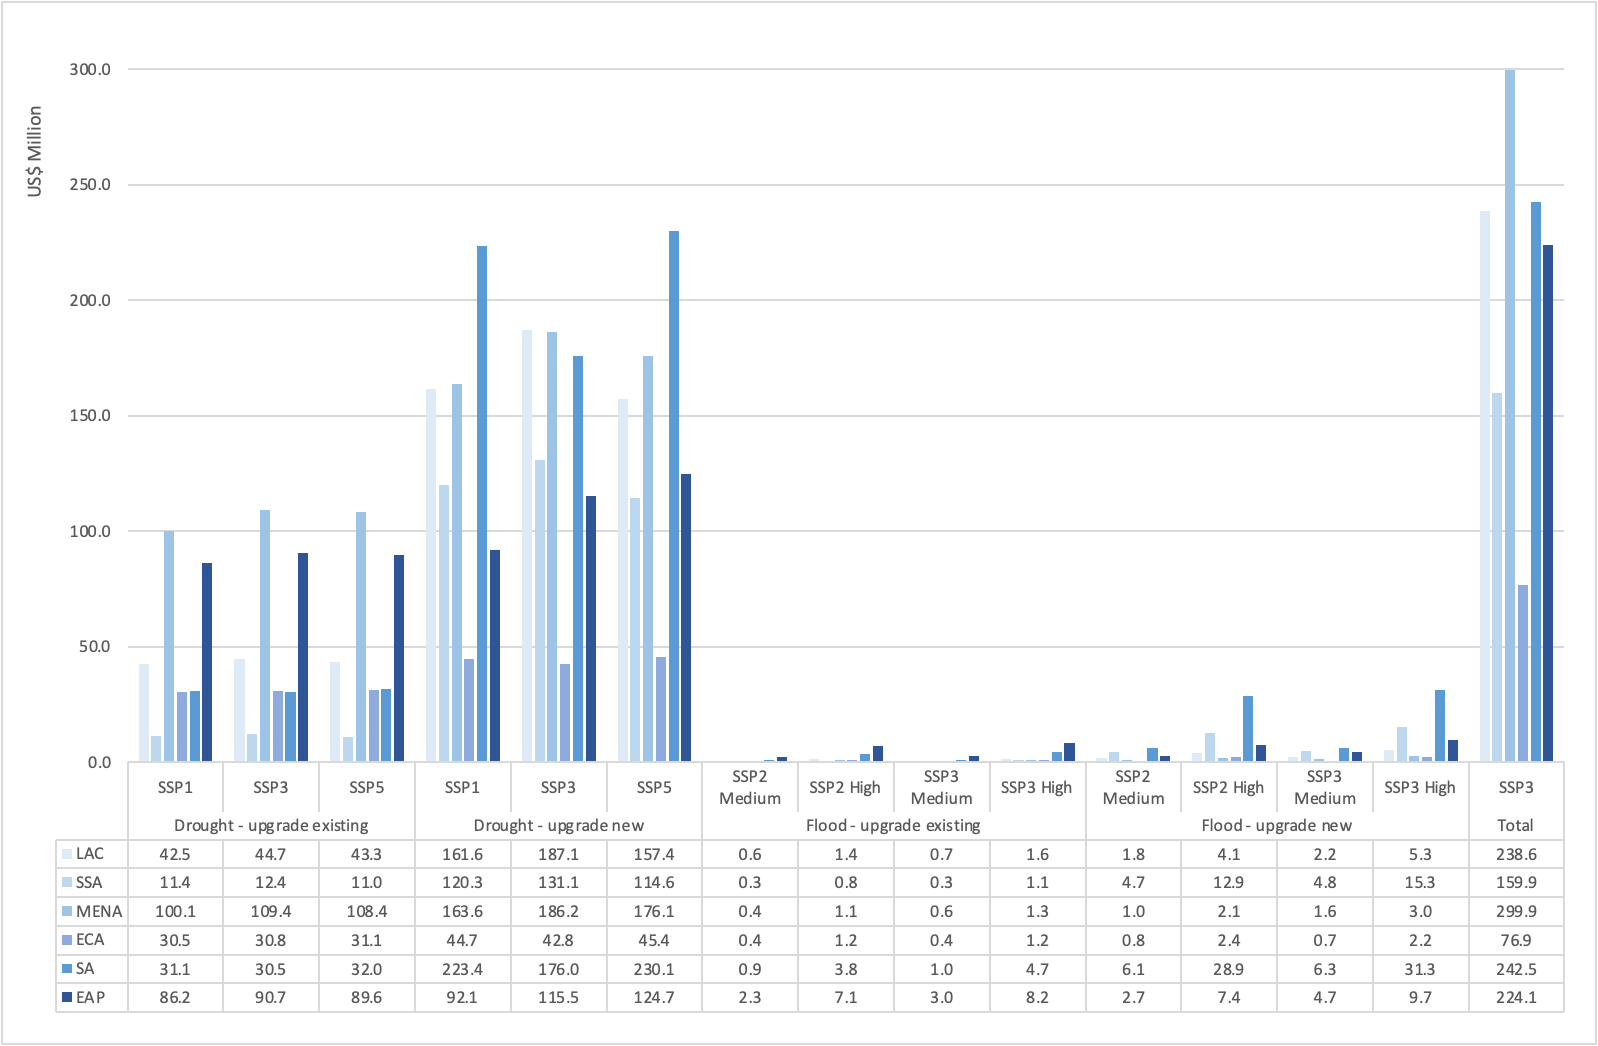 US$ Million
300.0
250.0
200.0
150.0
100.0
50.0
0.0
SSP1 SSP3 SSP5 SSP1 SSP3 SSP5 SSP2 Medium SSP2 High SSP3 Medium SSP3 High SSP2 Medium SSP2 High SSP3 Medium SSP3 High SSP3
Drought - upgrade existing Drought - upgrade new Flood - upgrade existing Flood - upgrade new Total
LAC 42.5 44.7 43.3 161.6 187.1 157.4 0.6 1.4 0.7 1.6 1.8 4.1 2.2 5.3 238.6
SSA 11.4 12.4 11.0 120.3 131.1 114.6 0.3 0.8 0.3 1.1 4.7 12.9 4.8 15.3 159.9
MENA 100.1 109.4 108.4 163.6 186.2 176.1 0.4 1.1 0.6 1.3 1.0 2.1 1.6 3.0 299.9
ECA 30.5 30.8 31.1 44.7 42.8 45.4 0.4 1.2 0.4 1.2 0.8 2.4 0.7 2.2 76.9
SA 31.1 30.5 32.0 223.4 176.0 230.1 0.9 3.8 1.0 4.7 6.1 28.9 6.3 31.3 242.5
EAP 86.2 90.7 89.6 92.1 115.5 124.7 2.3 7.1 3.0 8.2 2.7 7.4 4.7 9.7 224.1